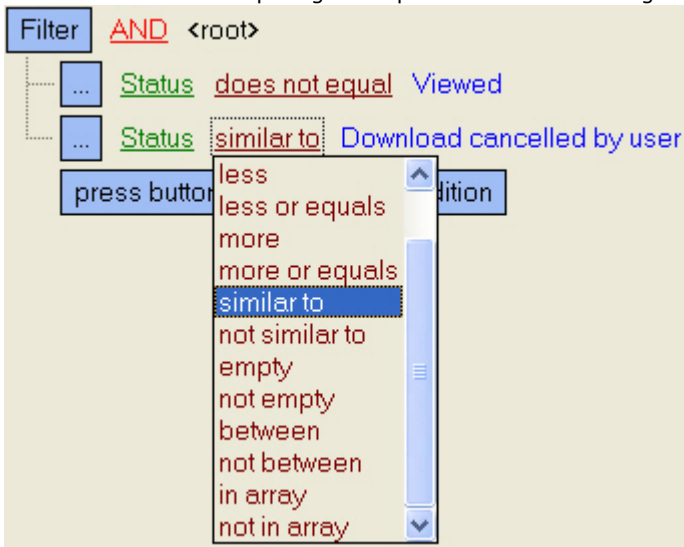 Filter AND <root>
... Status does not equal Viewed
... Status similar to Download cancelled by user
press button dition
less
less or equals
more
more or equals
similar to
not similar to
empty
not empty
between
not between
in array
not in array